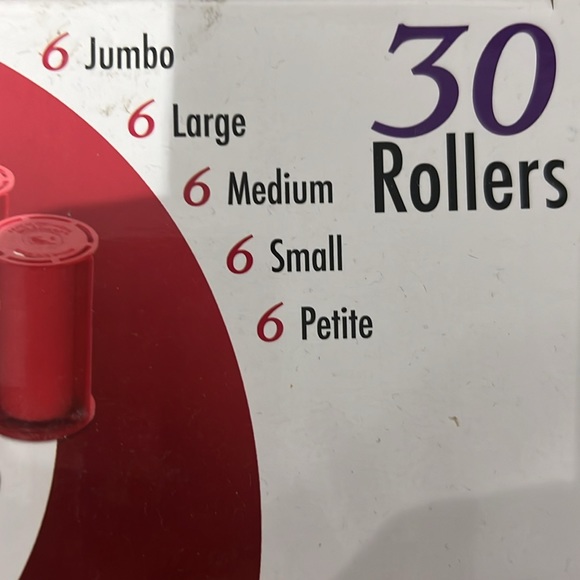 6 Jumbo
6 Large
6 Medium
6 Small
6 Petite
30
Rollers